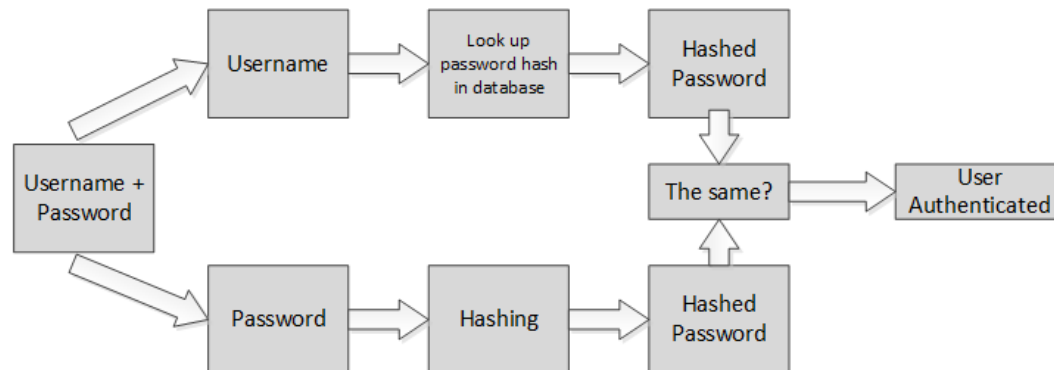 Username
Look up
password hash
in database
Hashed
Password
Username +
Password
The same?
User
Authenticated
Password
Hashing
Hashed
Password